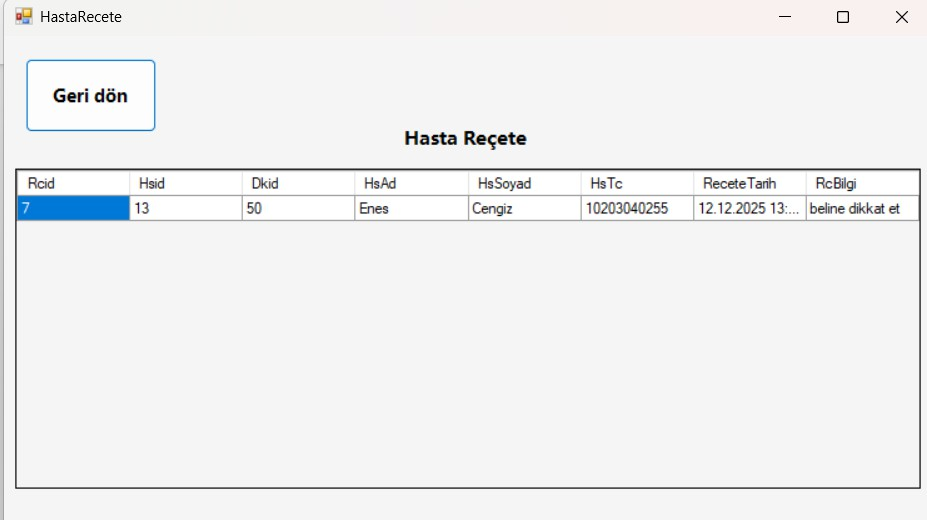 HastaRecete
Geri dön
Hasta Reçete
Rcid Hsid Dkid HsAd HsSoyad HsTc ReceteTarih RcBilgi
7 13 50 Enes Cengiz 10203040255 12.12.2025 13:... beline dikkat et